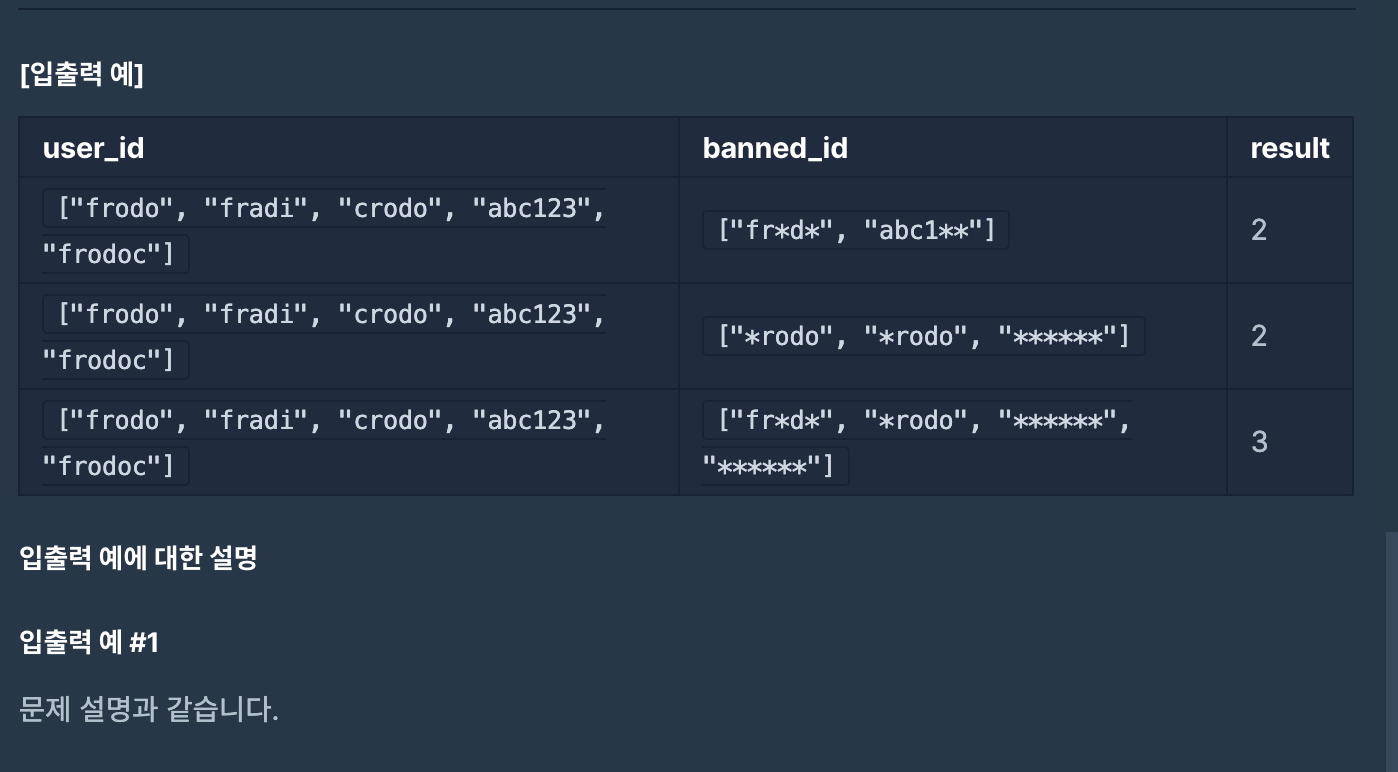 [입출력 예]
user_id banned_id result
["frodo", "fradi", "crodo", "abc123", "frodoc"] ["fr*d*", "abc1**"] 2
["frodo", "fradi", "crodo", "abc123", "frodoc"] ["*rodo", "*rodo", "******"] 2
["frodo", "fradi", "crodo", "abc123", "frodoc"] ["fr*d*", "*rodo", "******", "******"] 3
입출력 예에 대한 설명
입출력 예 #1
문제 설명과 같습니다.